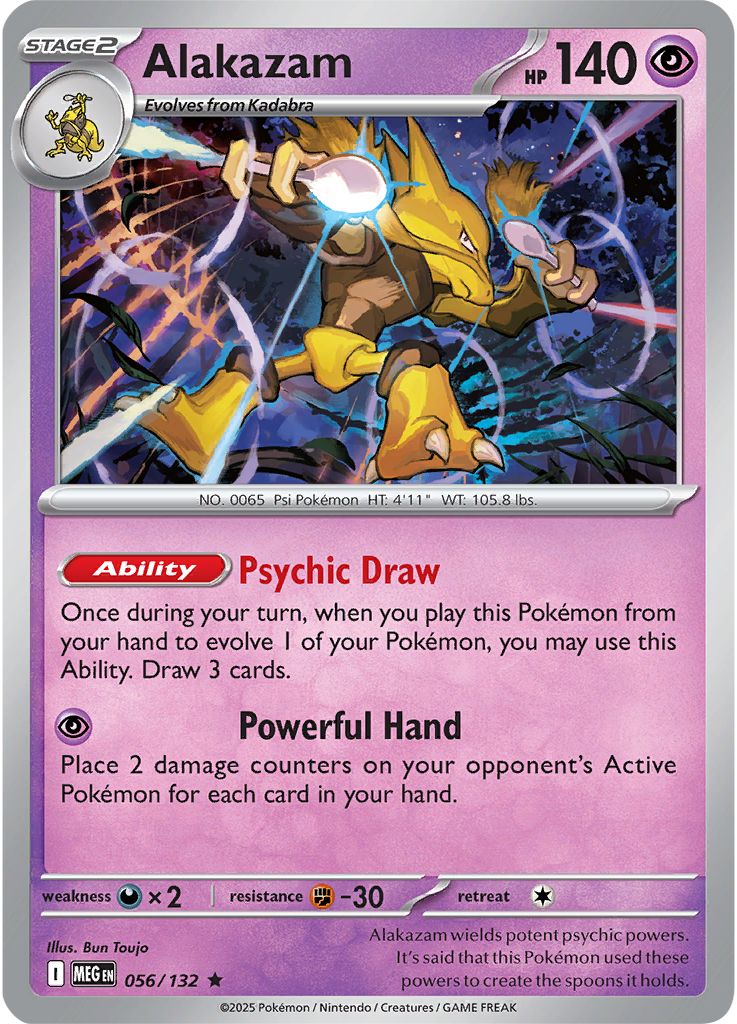 STAGE2
Alakazam
HP 140
Evolves from Kadabra
NO. 0065 Psi Pokémon HT: 4'11" WT: 105.8 lbs.
Ability Psychic Draw
Once during your turn, when you play this Pokémon from
your hand to evolve 1 of your Pokémon, you may use this
Ability. Draw 3 cards.
Powerful Hand
Place 2 damage counters on your opponent's Active
Pokémon for each card in your hand.
weakness ×2 resistance -30 retreat
Illus. Bun Toujo
Alakazam wields potent psychic powers.
It's said that this Pokémon used these
powers to create the spoons it holds.
I MEG EN 056/132 ★
©2025 Pokémon / Nintendo / Creatures / GAME FREAK